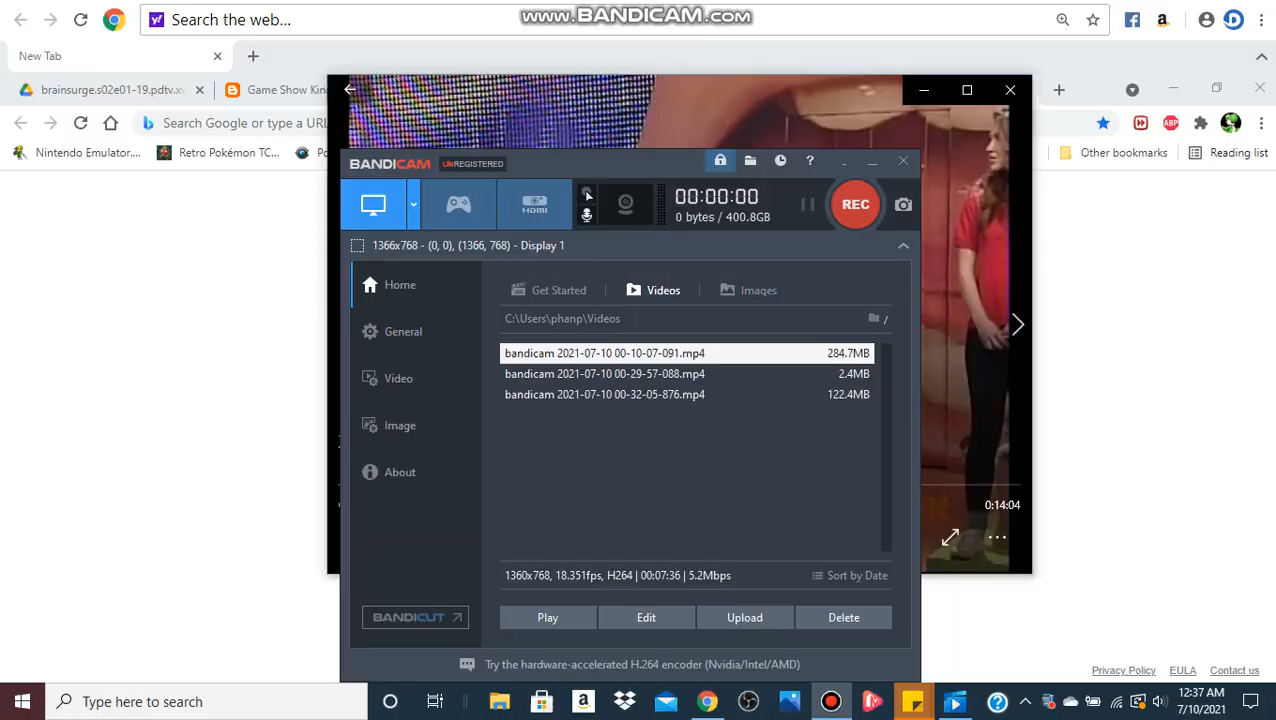 Search the web...
www.BANDICAM.com
New Tab
brainsurge.s02e01-19.pdtv.xv
Game Show Kin
Search Google or type a URL
Nintendo Emulator...
Retro Pokémon TC...
Po
Other bookmarks
Reading list
ABP
BANDICAM UNREGISTERED
HDMI
00:00:00
0 bytes / 400.8GB
REC
1366x768 - (0, 0), (1366, 768) - Display 1
Home
General
Video
Image
About
BANDICUT
Get Started
Videos
Images
C:\Users\phanp\Videos
bandicam 2021-07-10 00-10-07-091.mp4 284.7MB
bandicam 2021-07-10 00-29-57-088.mp4 2.4MB
bandicam 2021-07-10 00-32-05-876.mp4 122.4MB
1360x768, 18.351fps, H264 | 00:07:36 | 5.2Mbps
Sort by Date
Play
Edit
Upload
Delete
Try the hardware-accelerated H.264 encoder (Nvidia/Intel/AMD)
0:14:04
Privacy Policy
EULA
Contact us
Type here to search
12:37 AM
7/10/2021